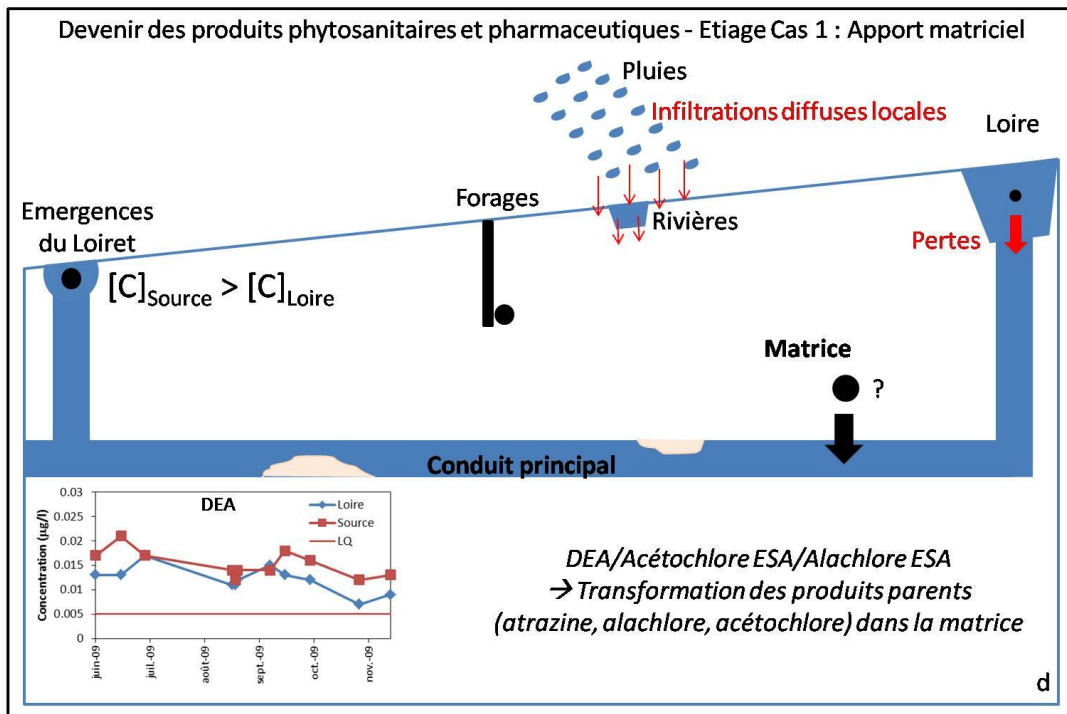 Devenir des produits phytosanitaires et pharmaceutiques - Etiage Cas 1 : Apport matriciel
Pluies
Infiltrations diffuses locales
Loire
Emergences
du Loiret
Forages
Rivières
Pertes
[C]Source > [C]Loire
Matrice
?
Conduit principal
DEA
Loire
Source
LQ
Concentration (µg/l)
0.03
0.025
0.02
0.015
0.01
0.005
0
juin-09
juil.-09
août-09
sept.-09
oct.-09
nov.-09
DEA/Acétochlore ESA/Alachlore ESA
→ Transformation des produits parents
(atrazine, alachlore, acétochlore) dans la matrice
d